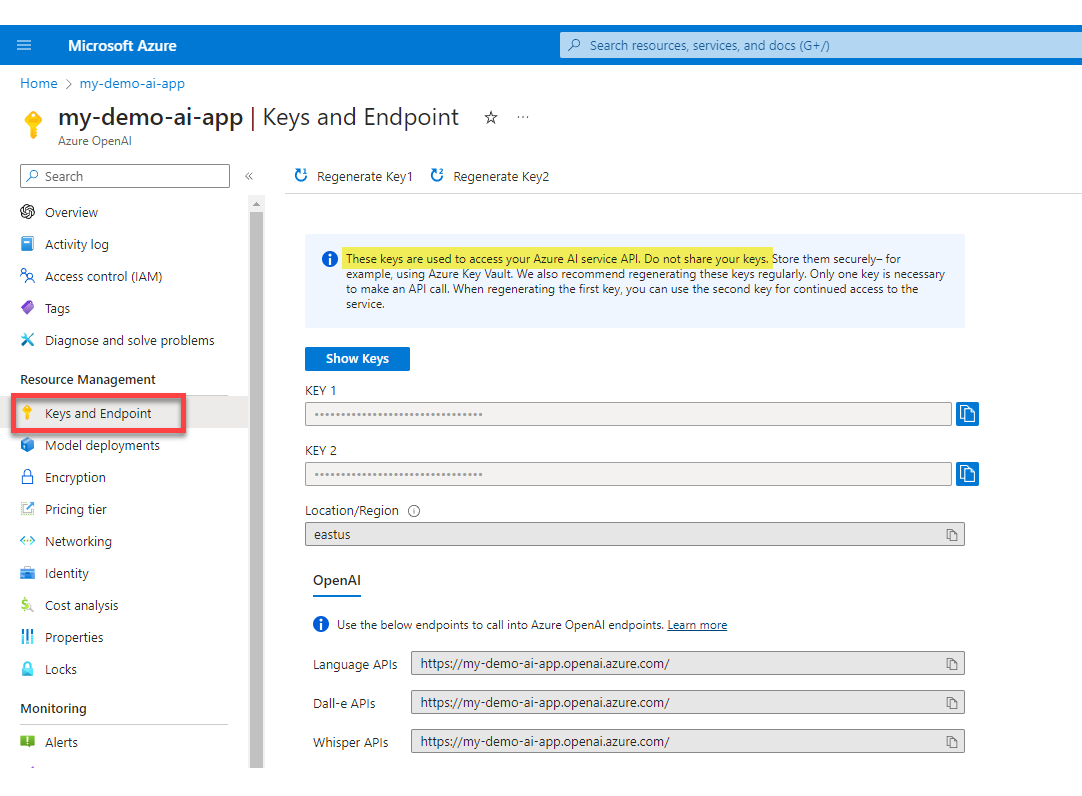 Microsoft Azure
Search resources, services, and docs (G+/)
Home > my-demo-ai-app
my-demo-ai-app | Keys and Endpoint
Azure OpenAI
Search
«
Regenerate Key1
Regenerate Key2
Overview
Activity log
Access control (IAM)
Tags
Diagnose and solve problems
Resource Management
Keys and Endpoint
Model deployments
Encryption
Pricing tier
Networking
Identity
Cost analysis
Properties
Locks
Monitoring
Alerts
These keys are used to access your Azure AI service API. Do not share your keys. Store them securely– for
example, using Azure Key Vault. We also recommend regenerating these keys regularly. Only one key is necessary
to make an API call. When regenerating the first key, you can use the second key for continued access to the
service.
Show Keys
KEY 1
••••••••••••••••••••••••••••••••
KEY 2
••••••••••••••••••••••••••••••••
Location/Region
eastus
OpenAI
Use the below endpoints to call into Azure OpenAI endpoints. Learn more
Language APIs
https://my-demo-ai-app.openai.azure.com/
Dall-e APIs
https://my-demo-ai-app.openai.azure.com/
Whisper APIs
https://my-demo-ai-app.openai.azure.com/